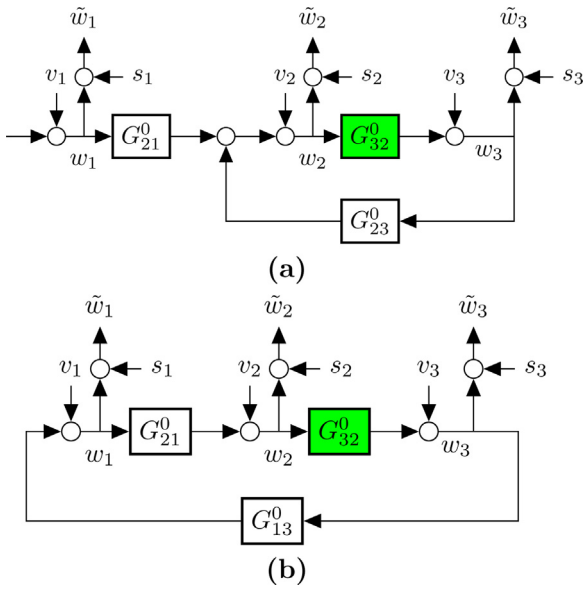 w̃₁ w̃₂ w̃₃
v₁ s₁ v₂ s₂ v₃ s₃
w₁ G⁰₂₁ w₂ G⁰₃₂ w₃
G⁰₂₃
(a)
w̃₁ w̃₂ w̃₃
v₁ s₁ v₂ s₂ v₃ s₃
w₁ G⁰₂₁ w₂ G⁰₃₂ w₃
G⁰₁₃
(b)